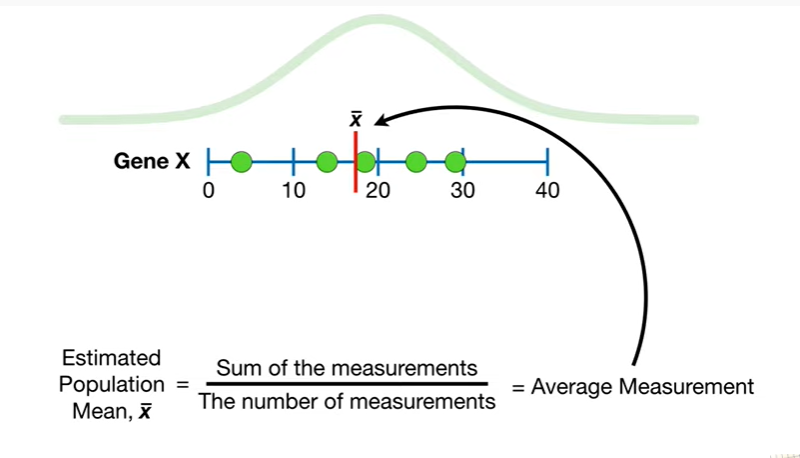 x̄
Gene X
0 10 20 30 40
Estimated
Population
Mean, x̄
=
Sum of the measurements
The number of measurements
= Average Measurement